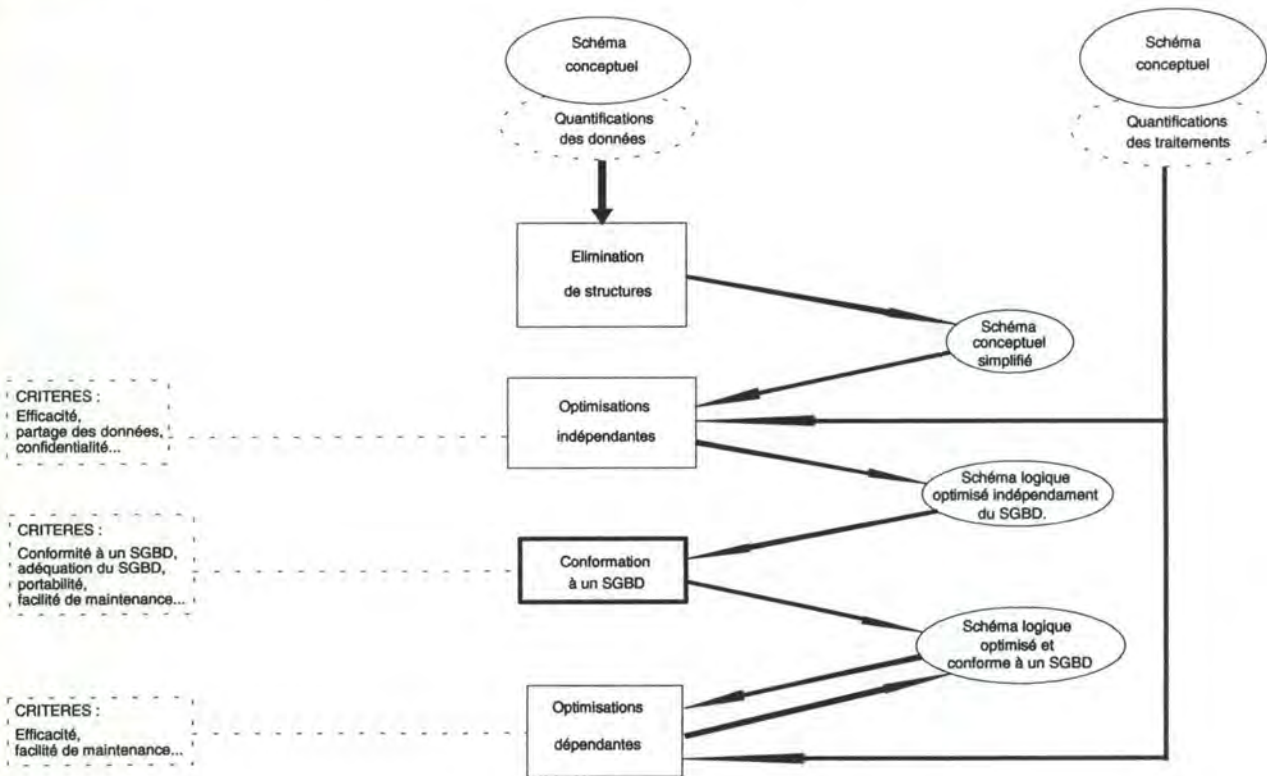 Schéma
conceptuel
Quantifications
des données
Schéma
conceptuel
Quantifications
des traitements
Elimination
de structures
Schéma
conceptuel
simplifié
CRITERES :
Efficacité,
partage des données,
confidentialité...
Optimisations
indépendantes
Schéma logique
optimisé indépendament
du SGBD.
CRITERES :
Conformité à un SGBD,
adéquation du SGBD,
portabilité,
facilité de maintenance...
Conformation
à un SGBD
Schéma logique
optimisé et
conforme à un SGBD
CRITERES :
Efficacité,
facilité de maintenance...
Optimisations
dépendantes